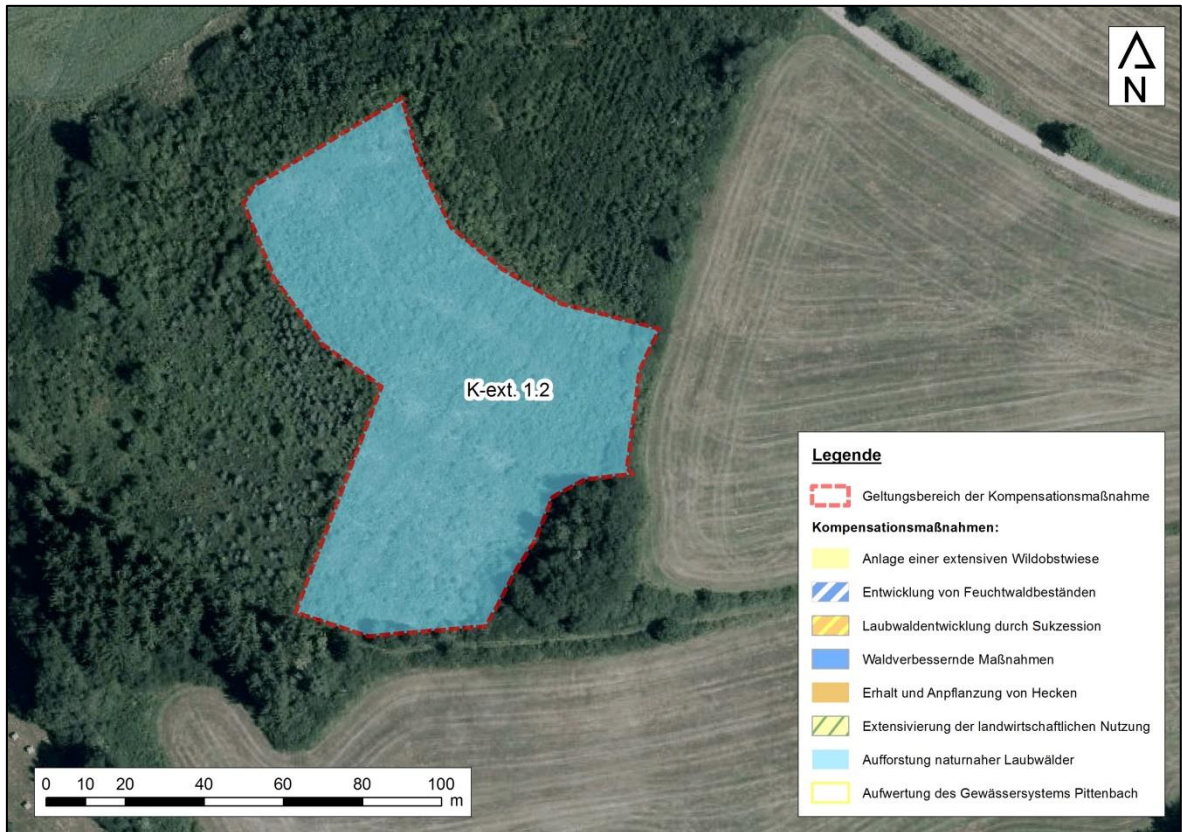 N
K-ext. 1.2
Legende
Geltungsbereich der Kompensationsmaßnahme
Kompensationsmaßnahmen:
Anlage einer extensiven Wildobstwiese
Entwicklung von Feuchtwaldbeständen
Laubwaldentwicklung durch Sukzession
Waldverbessernde Maßnahmen
Erhalt und Anpflanzung von Hecken
Extensivierung der landwirtschaftlichen Nutzung
Aufforstung naturnaher Laubwälder
Aufwertung des Gewässersystems Pittenbach
0 10 20 40 60 80 100
m